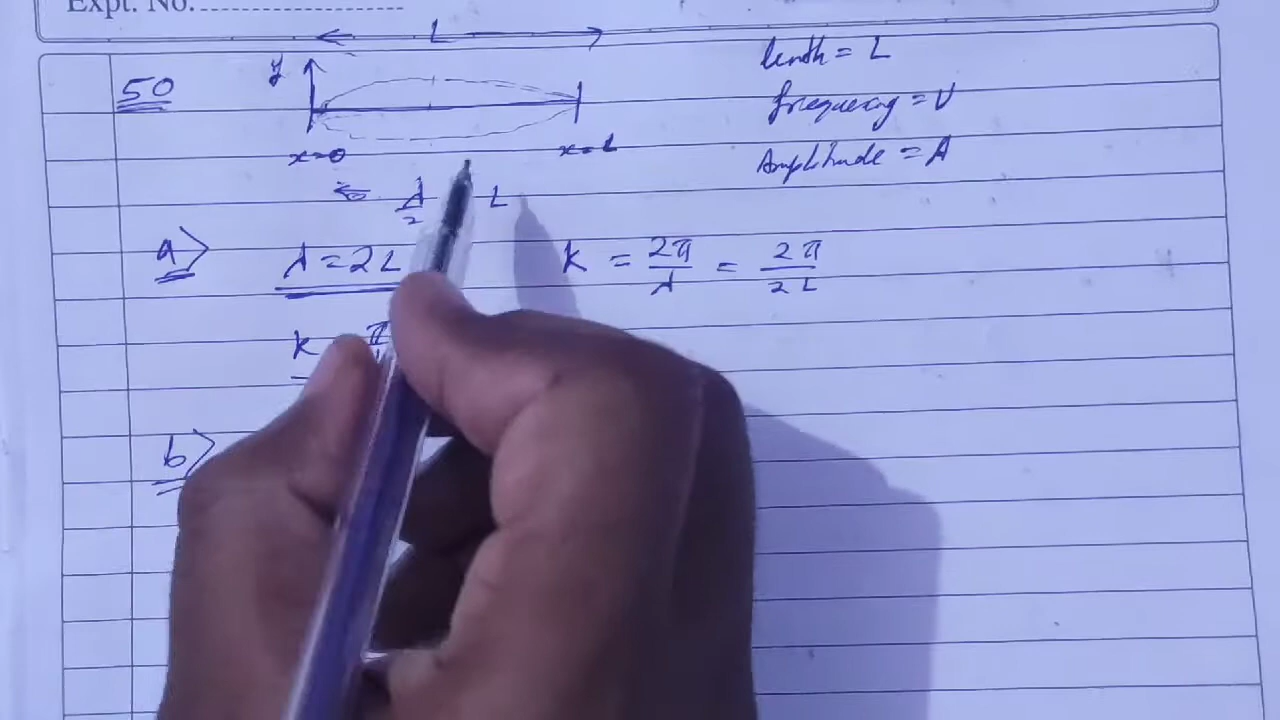 Expt. No.
L
50
y
length = L
frequency = ν
Amplitude = A
x=0
x=L
λ/2 L
a> λ = 2L k = 2π/λ = 2π/2L
k π
b>